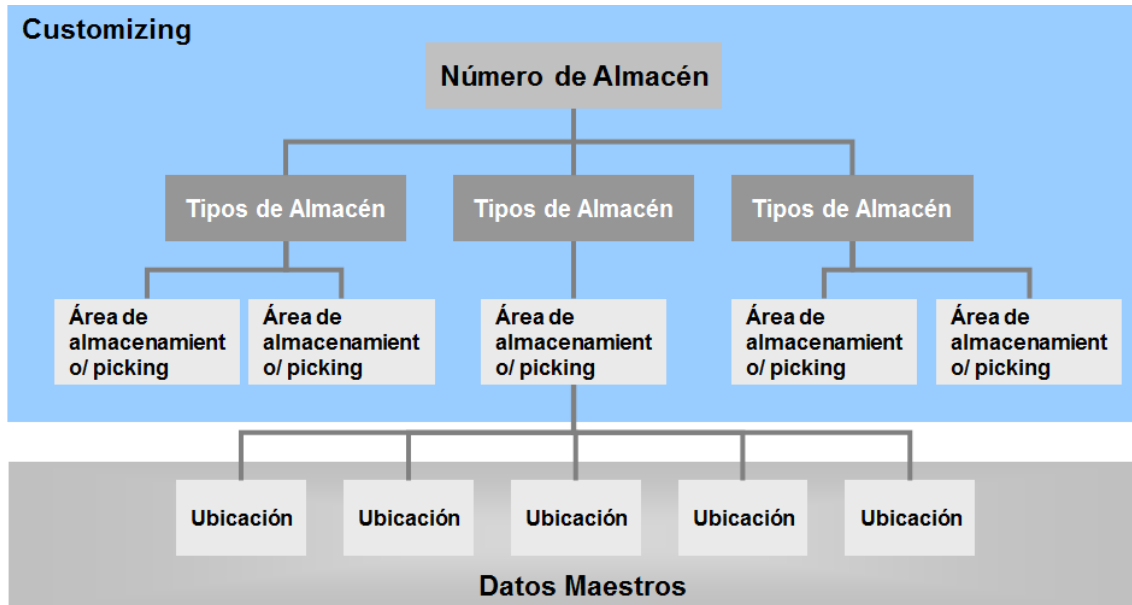 Customizing
Número de Almacén
Tipos de Almacén
Tipos de Almacén
Tipos de Almacén
Área de
almacenamient
o/ picking
Área de
almacenamient
o/ picking
Área de
almacenamient
o/ picking
Área de
almacenamient
o/ picking
Área de
almacenamient
o/ picking
Ubicación
Ubicación
Ubicación
Ubicación
Ubicación
Datos Maestros